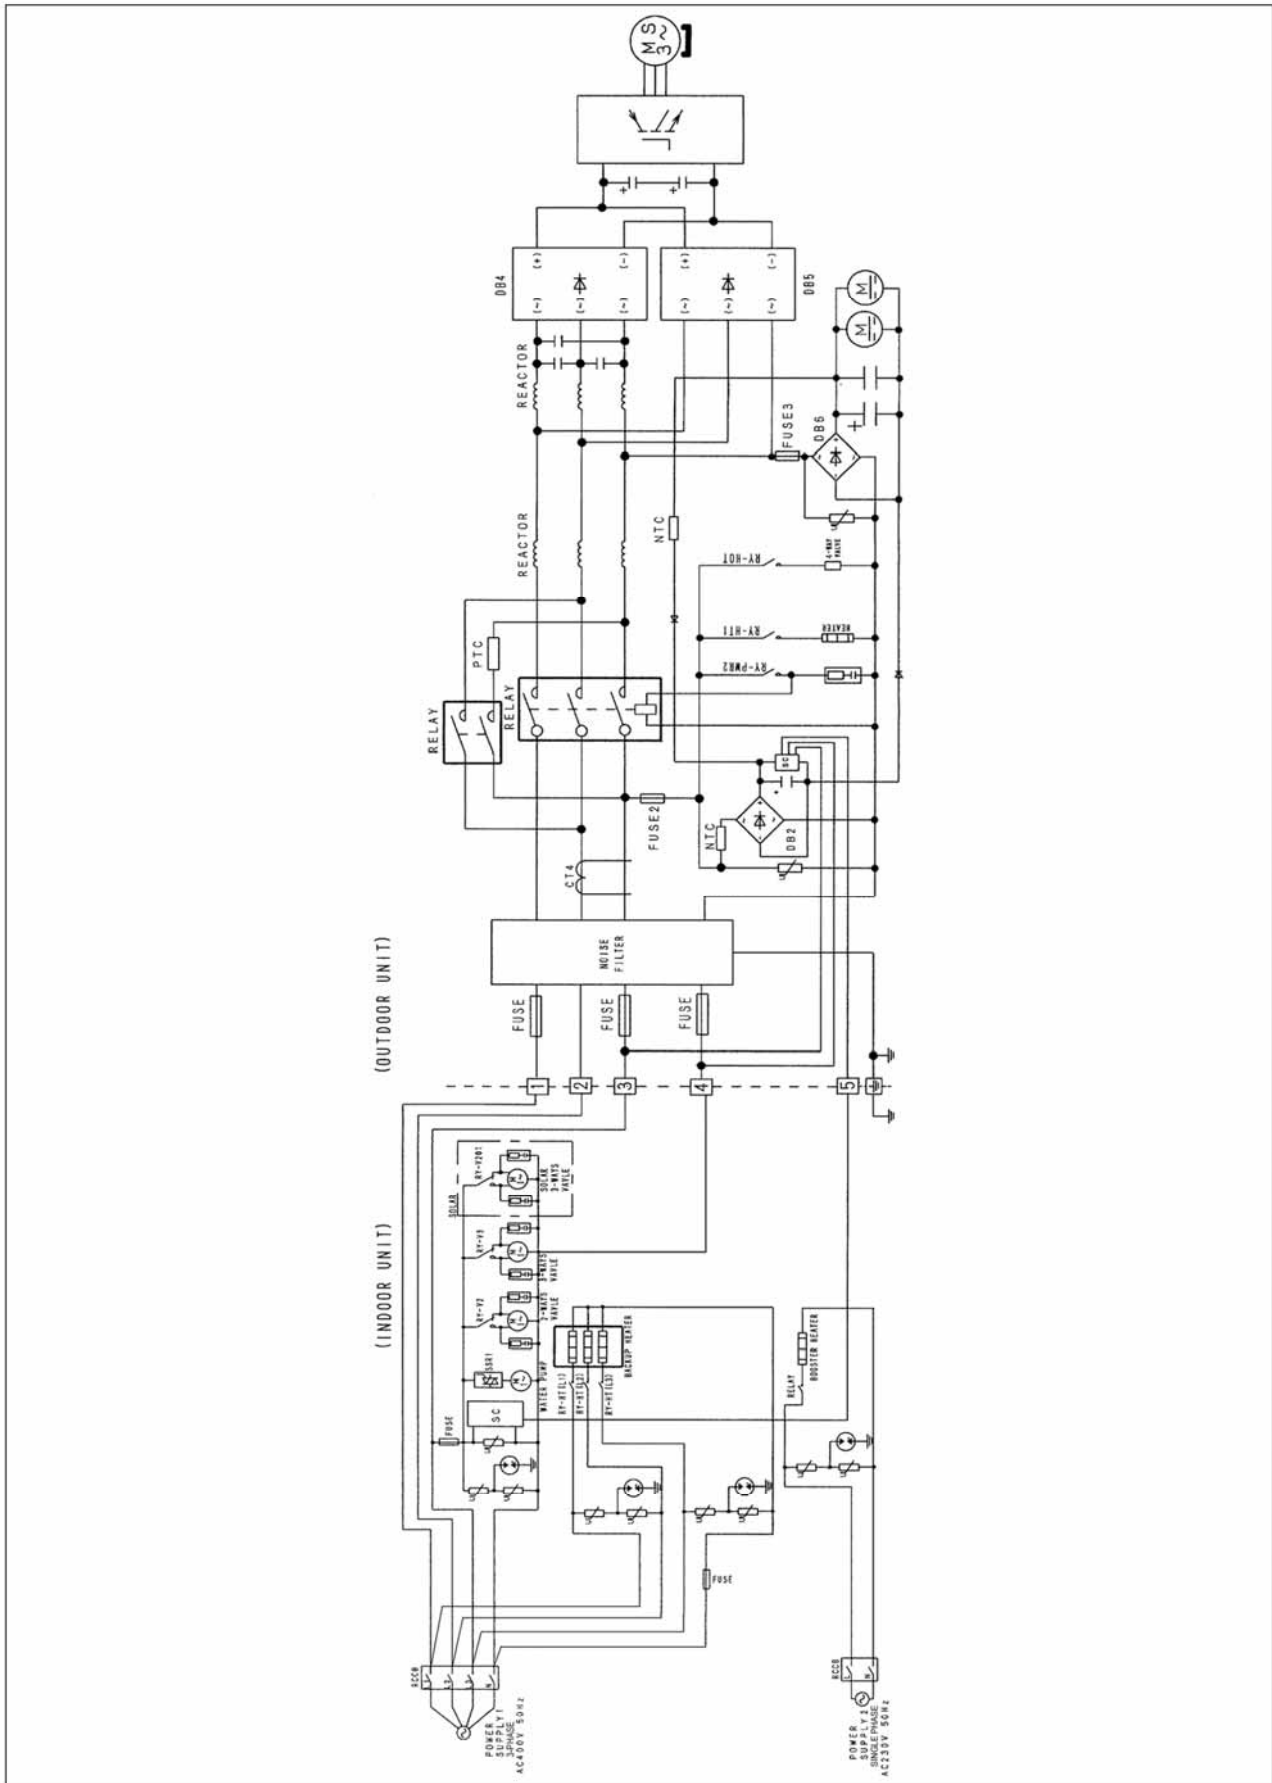 M S
3~
DB4
(+)
(-)
(~)
(~)
(~)
DB5
(+)
(-)
(~)
(~)
(~)
M
M
REACTOR
FUSE3
DB6
+
REACTOR
NTC
RY-HOT
4-WAY
VALVE
RY-HT1
HEATER
RY-PWR2
PTC
RELAY
RELAY
FUSE2
NTC
DB2
SC
CT4
NOISE
FILTER
(OUTDOOR UNIT)
FUSE
FUSE
FUSE
1
2
3
4
5
(INDOOR UNIT)
RY-V201
SOLAR
SOLAR
3-WAYS
VAVLE
RY-V3
3-WAYS
VAVLE
RY-V2
2-WAYS
VAVLE
SSR1
WATER PUMP
SC
FUSE
BACKUP HEATER
RY-HT(L1)
RY-HT(L2)
RY-HT(L3)
RELAY
BOOSTER HEATER
FUSE
RCCB
L1
L2
L3
N
POWER
SUPPLY1
3-PHASE
AC400V 50Hz
RCCB
L
N
POWER
SUPPLY2
SINGLE PHASE
AC230V 50Hz